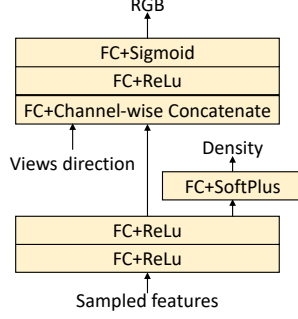 RGB
FC+Sigmoid
FC+ReLu
FC+Channel-wise Concatenate
Views direction
Density
FC+SoftPlus
FC+ReLu
FC+ReLu
Sampled features